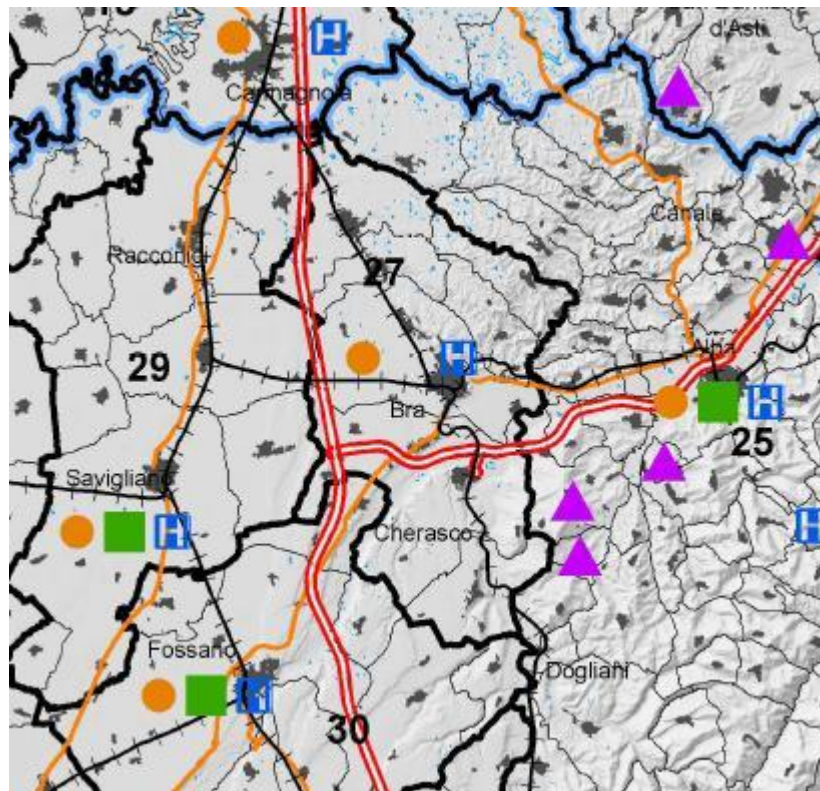 d'Asti
Carmagnola
Canale
Racconigi
27
29
Alba
Bra
25
Savigliano
Cherasco
Fossano
Dogliani
30
H
H
H
H
H
H